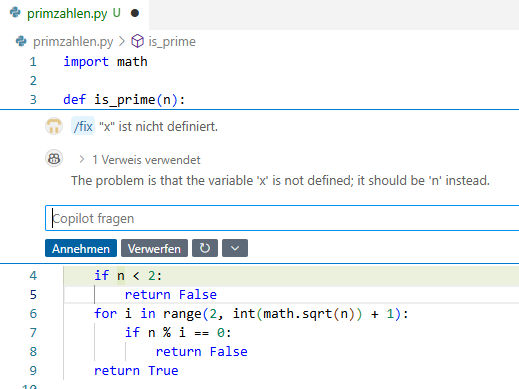 primzahlen.py U
primzahlen.py > is_prime
1 import math
2
3 def is_prime(n):
/fix "x" ist nicht definiert.
> 1 Verweis verwendet
The problem is that the variable 'x' is not defined; it should be 'n' instead.
Copilot fragen
Annehmen Verwerfen
4 if n < 2:
5 return False
6 for i in range(2, int(math.sqrt(n)) + 1):
7 if n % i == 0:
8 return False
9 return True
10